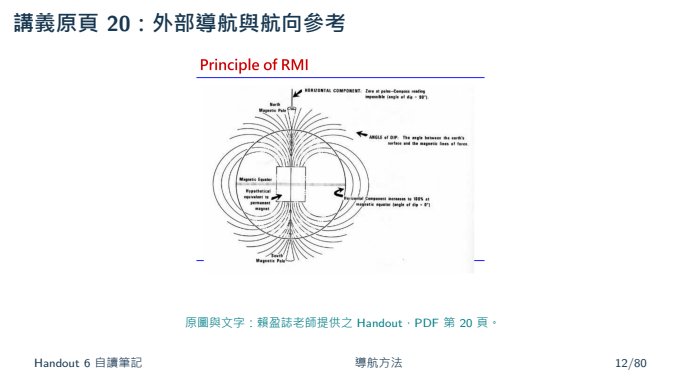 講義原頁 20：外部導航與航向參考
Principle of RMI
HORIZONTAL COMPONENT: Zero at poles—Compass reading
impossible (angle of dip = 90°).
North
Magnetic Pole
ANGLE of DIP: The angle between the earth's
surface and the magnetic lines of force.
Magnetic Equator
Hypothetical
equivalent to
permanent
magnet
Horizontal Component increases to 100% at
magnetic equator (angle of dip = 0°)
South
Magnetic Pole
原圖與文字：賴盈誌老師提供之 Handout，PDF 第 20 頁。
Handout 6 自讀筆記
導航方法
12/80